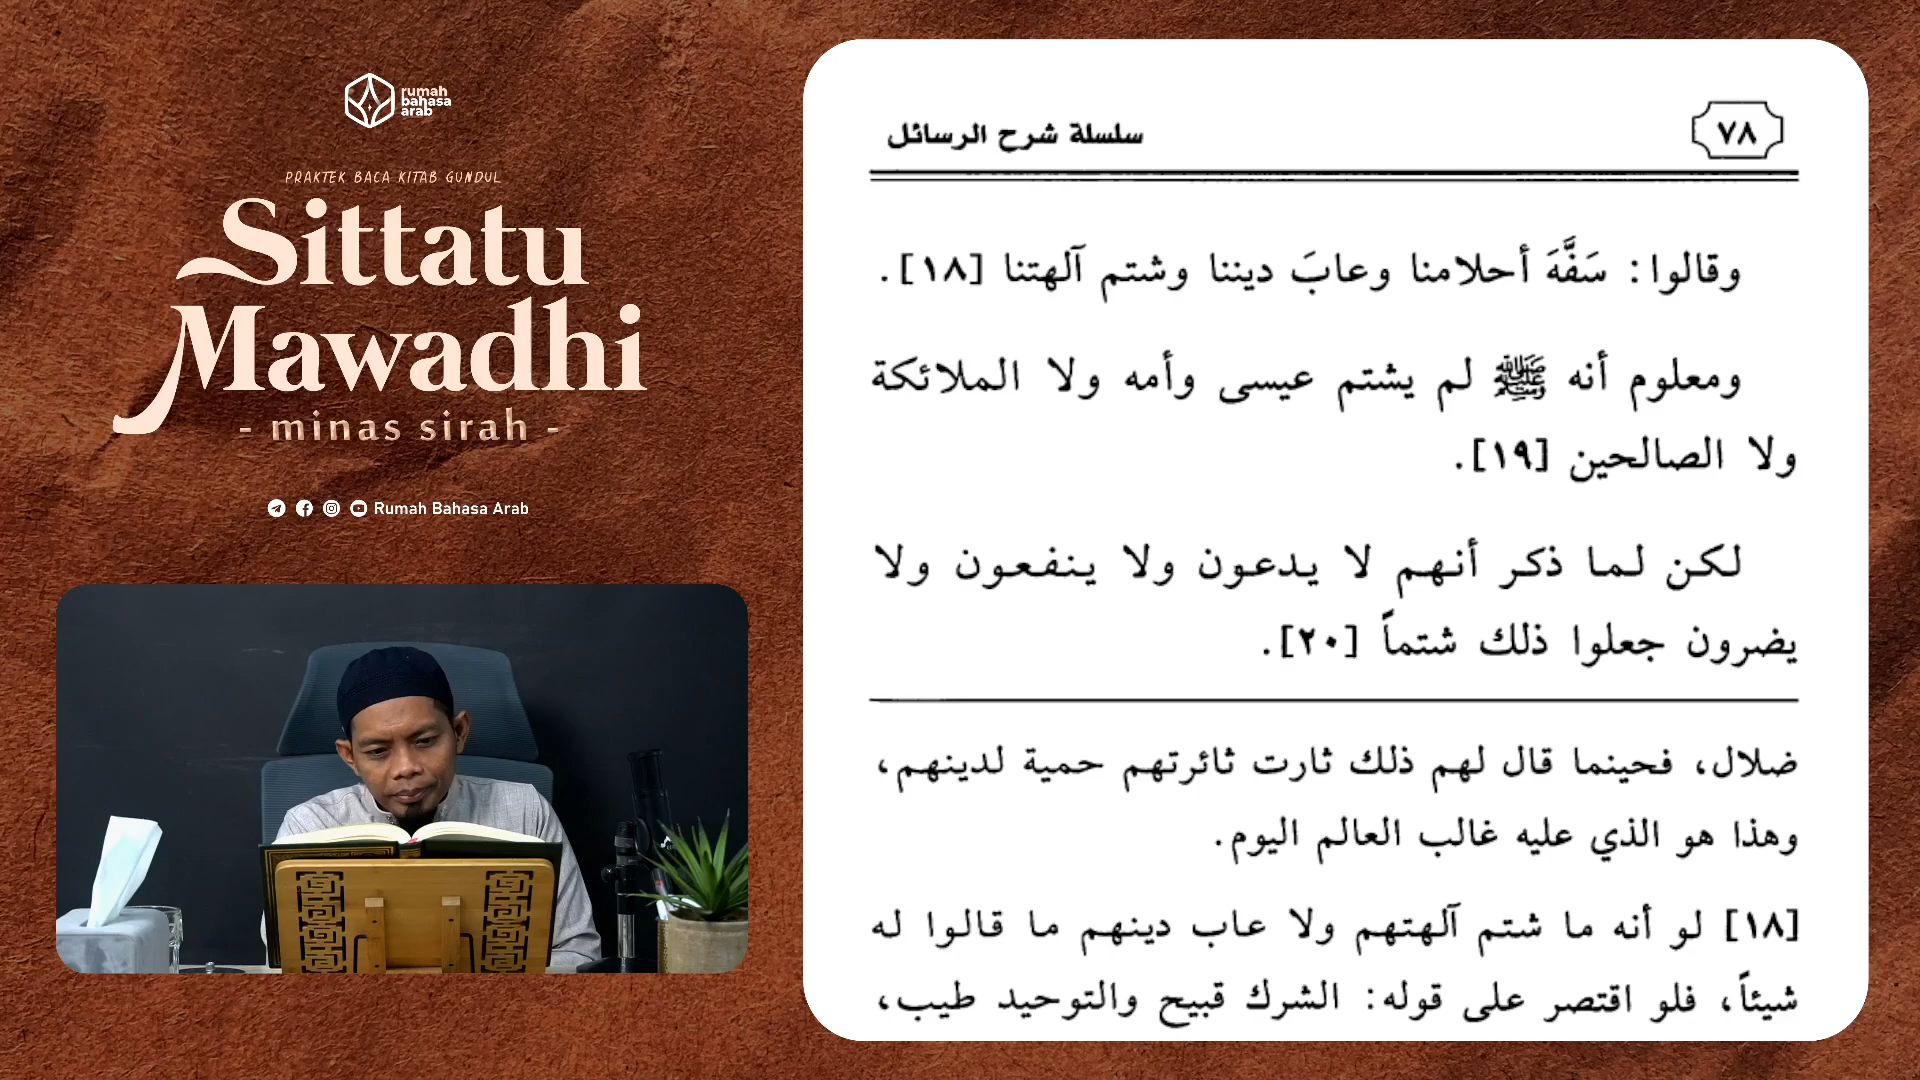 rumah
bahasa
arab
PRAKTEK BACA KITAB GUNDUL
Sittatu
Mawadhi
- minas sirah -
Rumah Bahasa Arab
سلسلة شرح الرسائل
٧٨
وقالوا: سَفَّهَ أحلامنا وعابَ ديننا وشتم آلهتنا [١٨].
ومعلوم أنه ﷺ لم يشتم عيسى وأمه ولا الملائكة
ولا الصالحين [١٩].
لكن لما ذكر أنهم لا يدعون ولا ينفعون ولا
يضرون جعلوا ذلك شتماً [٢٠].
ضلال، فحينما قال لهم ذلك ثارت ثائرتهم حمية لدينهم،
وهذا هو الذي عليه غالب العالم اليوم.
[١٨] لو أنه ما شتم آلهتهم ولا عاب دينهم ما قالوا له
شيئاً، فلو اقتصر على قوله: الشرك قبيح والتوحيد طيب،